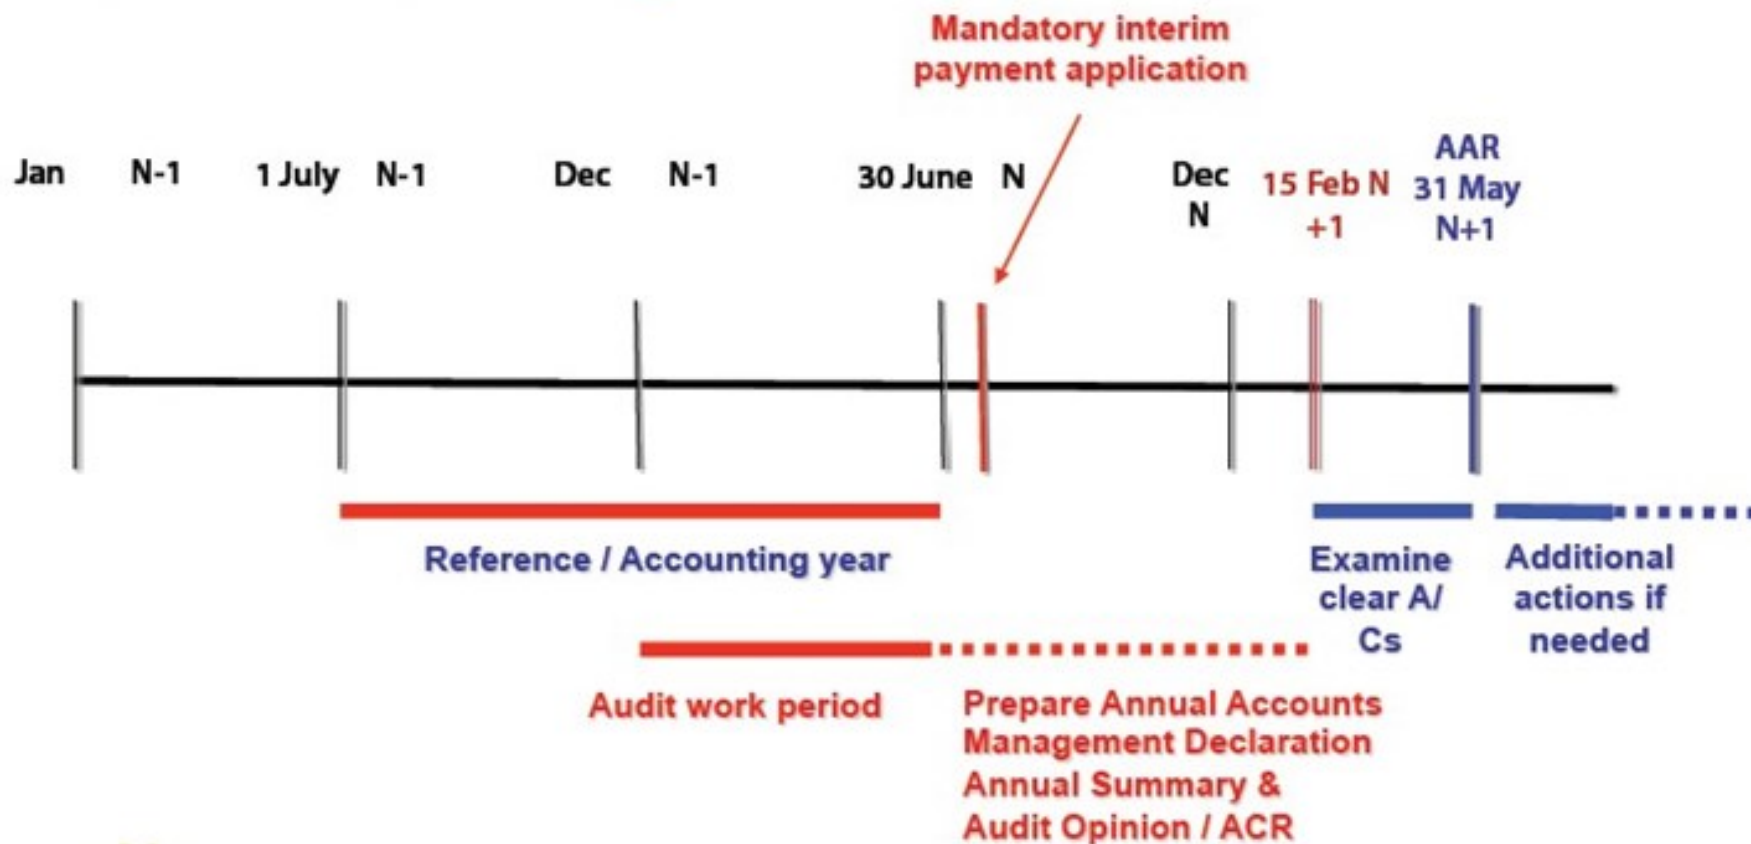 Mandatory interim
payment application
Jan N-1 1 July N-1 Dec N-1 30 June N
Dec
N
15 Feb N
+1
AAR
31 May
N+1
Reference / Accounting year
Examine
clear A/
Cs
Additional
actions if
needed
Audit work period
Prepare Annual Accounts
Management Declaration
Annual Summary &
Audit Opinion / ACR